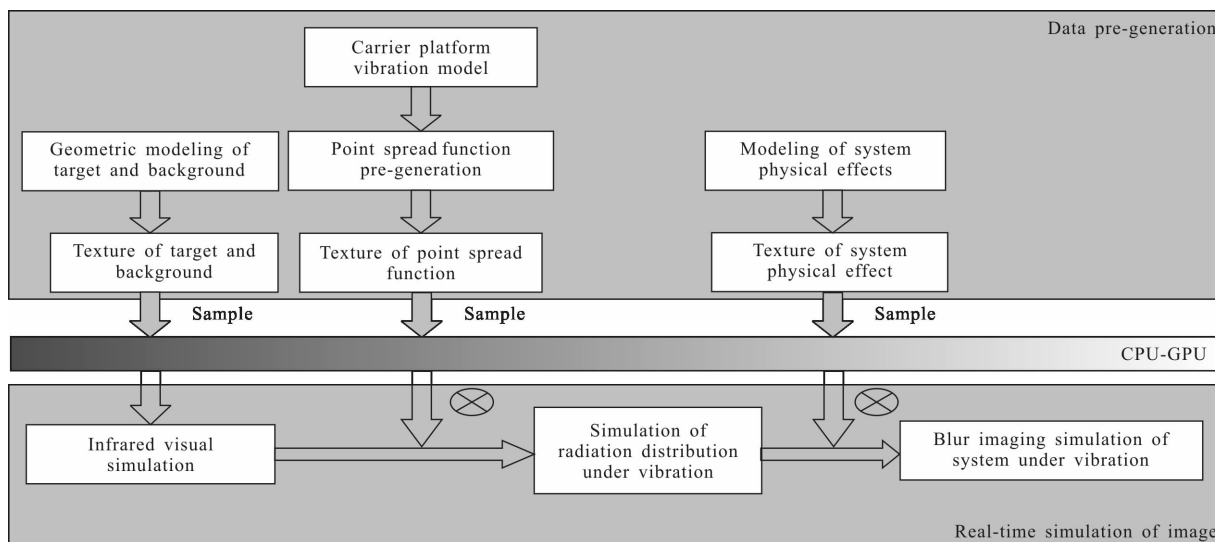 Data pre-generation
Carrier platform
vibration model
Geometric modeling of
target and background
Point spread function
pre-generation
Modeling of system
physical effects
Texture of target and
background
Texture of point spread
function
Texture of system
physical effect
Sample
Sample
Sample
CPU-GPU
Infrared visual
simulation
Simulation of
radiation distribution
under vibration
Blur imaging simulation of
system under vibration
Real-time simulation of image